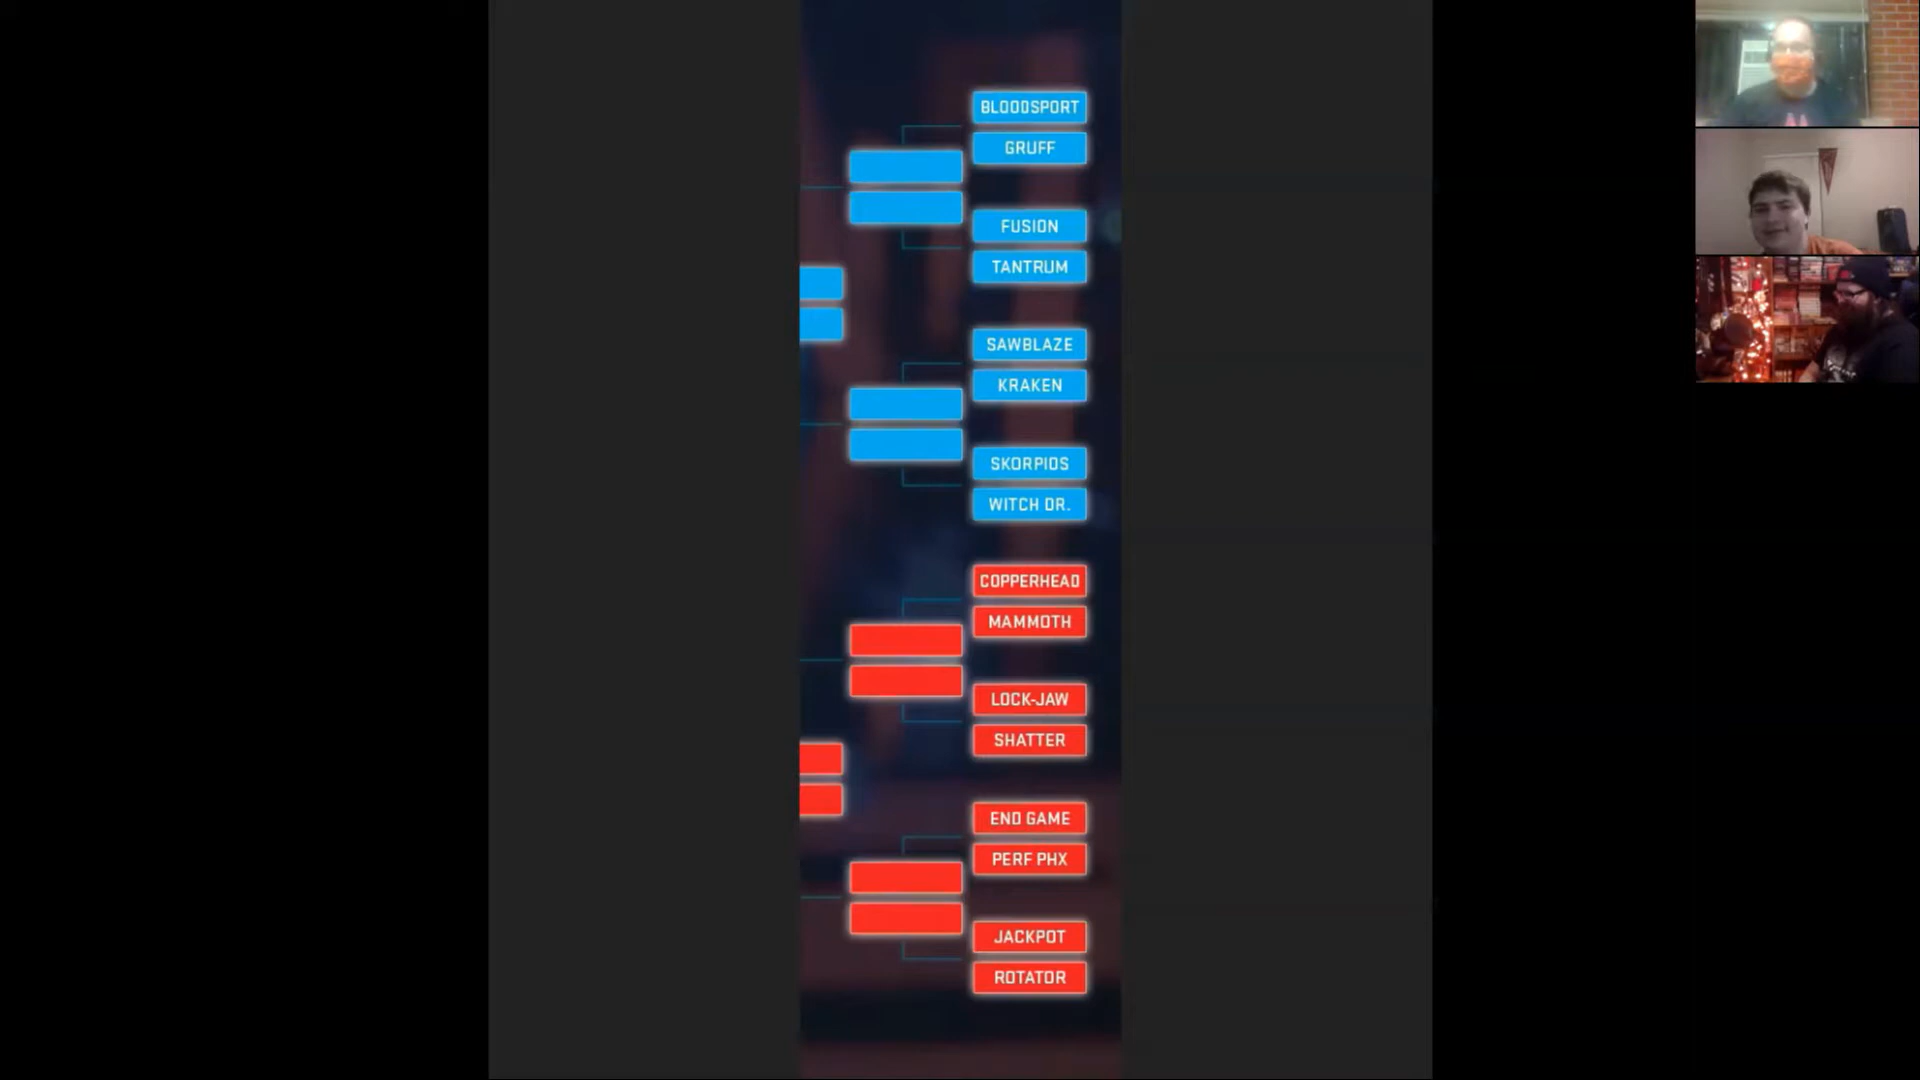 BLOODSPORT
GRUFF
FUSION
TANTRUM
SAWBLAZE
KRAKEN
SKORPIOS
WITCH DR.
COPPERHEAD
MAMMOTH
LOCK-JAW
SHATTER
END GAME
PERF PHX
JACKPOT
ROTATOR